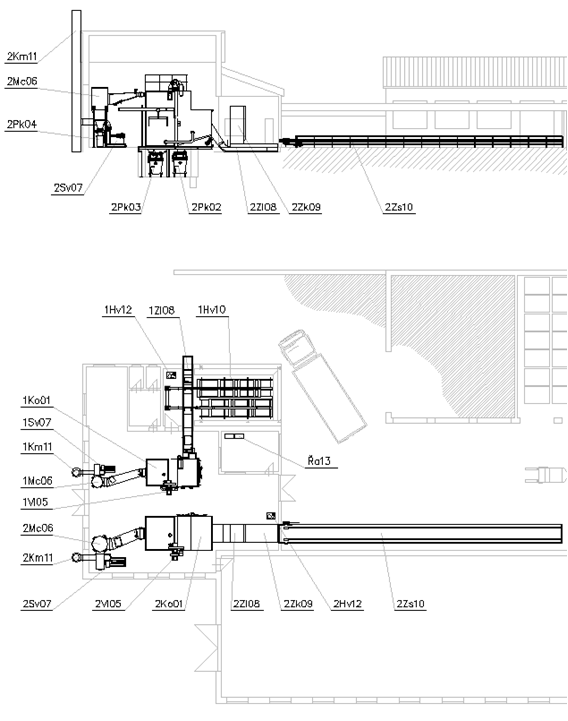 2Km11
2Mc06
2Pk04
2Sv07
2Pk03
2Pk02
2Zl08
2Zk09
2Zs10
1Hv12
1Zl08
1Hv10
1Ko01
1Sv07
1Km11
1Mc06
1Vl05
Řa13
2Mc06
2Km11
2Sv07
2Vl05
2Ko01
2Zl08
2Zk09
2Hv12
2Zs10